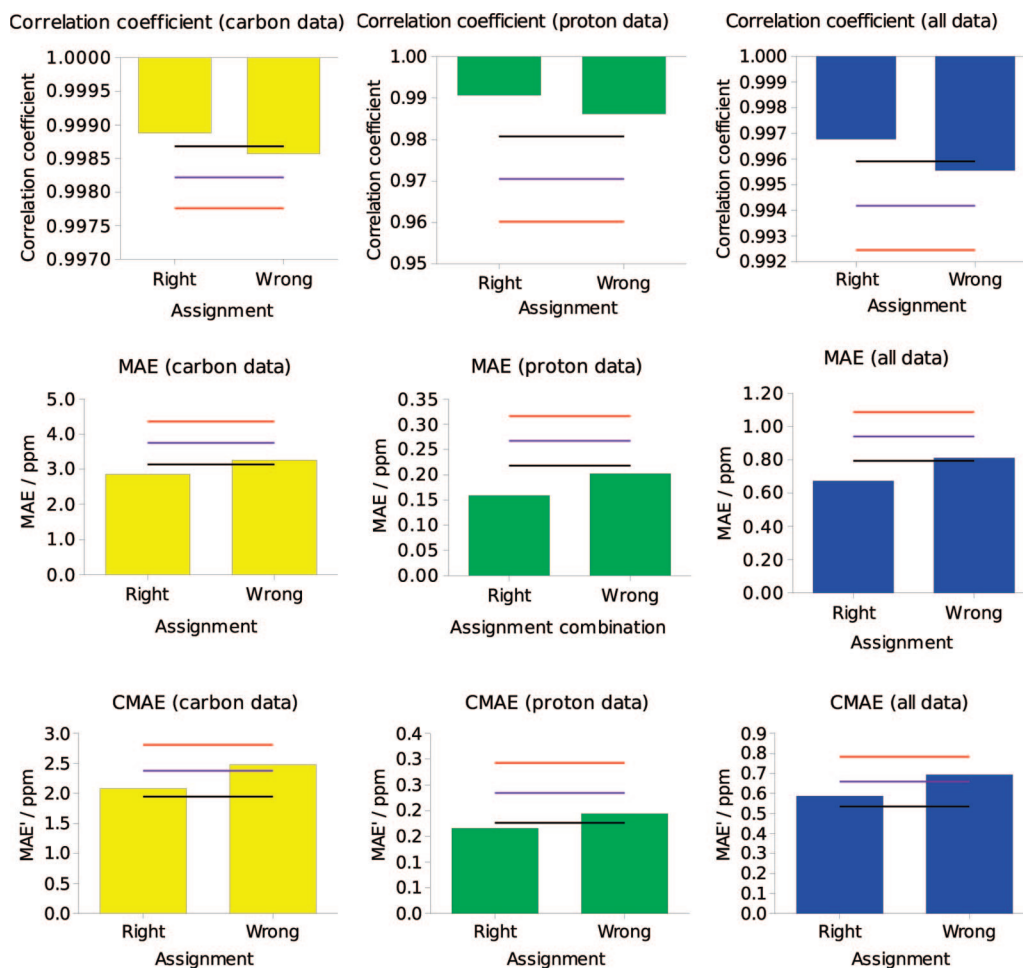 Correlation coefficient (carbon data)
Correlation coefficient (proton data)
Correlation coefficient (all data)
Correlation coefficient
1.0000
0.9995
0.9990
0.9985
0.9980
0.9975
0.9970
Right
Wrong
Assignment
Correlation coefficient
1.00
0.99
0.98
0.97
0.96
0.95
Right
Wrong
Assignment
Correlation coefficient
1.000
0.999
0.998
0.997
0.996
0.995
0.994
0.993
0.992
Right
Wrong
Assignment
MAE (carbon data)
MAE / ppm
5.0
4.0
3.0
2.0
1.0
0.0
Right
Wrong
Assignment
MAE (proton data)
MAE / ppm
0.35
0.30
0.25
0.20
0.15
0.10
0.05
0.00
Right
Wrong
Assignment combination
MAE (all data)
MAE / ppm
1.20
1.00
0.80
0.60
0.40
0.20
0.00
Right
Wrong
Assignment
CMAE (carbon data)
MAE' / ppm
3.0
2.5
2.0
1.5
1.0
0.5
0.0
Right
Wrong
Assignment
CMAE (proton data)
MAE' / ppm
0.4
0.3
0.3
0.2
0.2
0.1
0.1
0.0
Right
Wrong
Assignment
CMAE (all data)
MAE' / ppm
0.9
0.8
0.7
0.6
0.5
0.4
0.3
0.2
0.1
0.0
Right
Wrong
Assignment